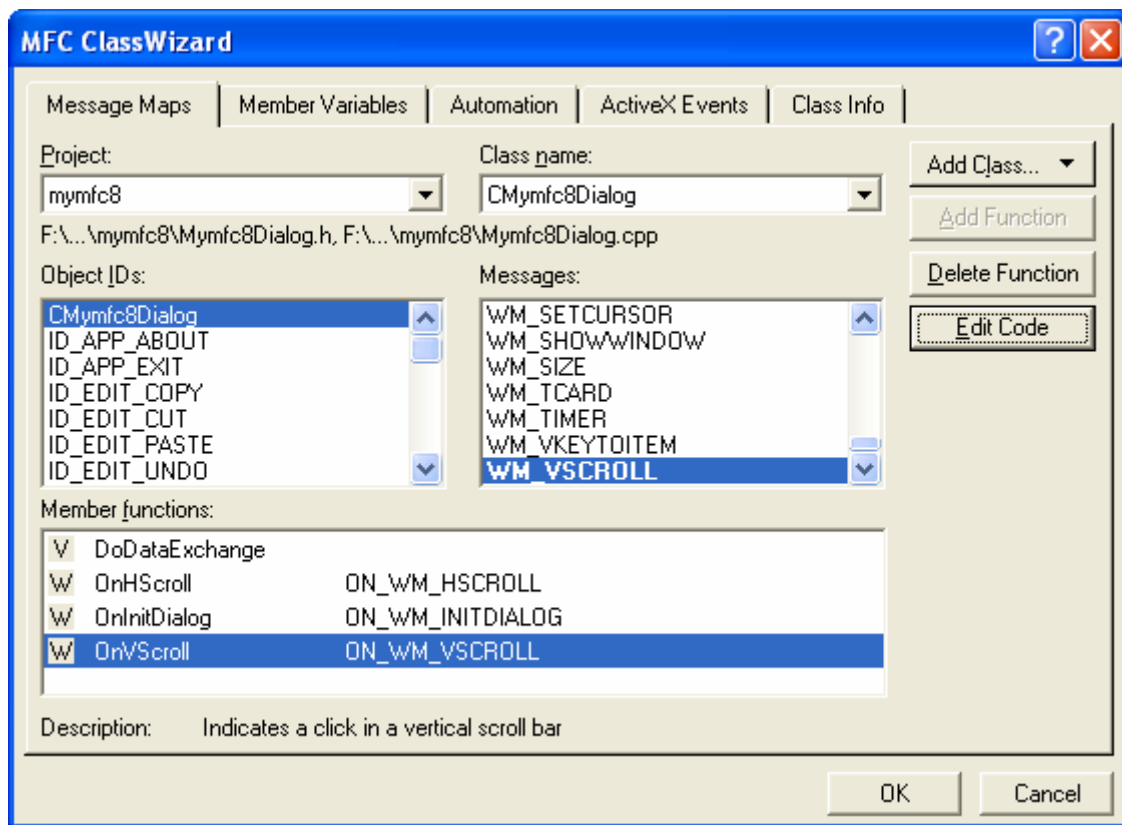 MFC ClassWizard
Message Maps Member Variables Automation ActiveX Events Class Info
Project: Class name:
mymfc8 CMymfc8Dialog
Add Class...
Add Function
F:\...\mymfc8\Mymfc8Dialog.h, F:\...\mymfc8\Mymfc8Dialog.cpp
Object IDs: Messages:
Delete Function
Edit Code
CMymfc8Dialog
ID_APP_ABOUT
ID_APP_EXIT
ID_EDIT_COPY
ID_EDIT_CUT
ID_EDIT_PASTE
ID_EDIT_UNDO
WM_SETCURSOR
WM_SHOWWINDOW
WM_SIZE
WM_TCARD
WM_TIMER
WM_VKEYTOITEM
WM_VSCROLL
Member functions:
V DoDataExchange
W OnHScroll ON_WM_HSCROLL
W OnInitDialog ON_WM_INITDIALOG
W OnVScroll ON_WM_VSCROLL
Description: Indicates a click in a vertical scroll bar
OK Cancel